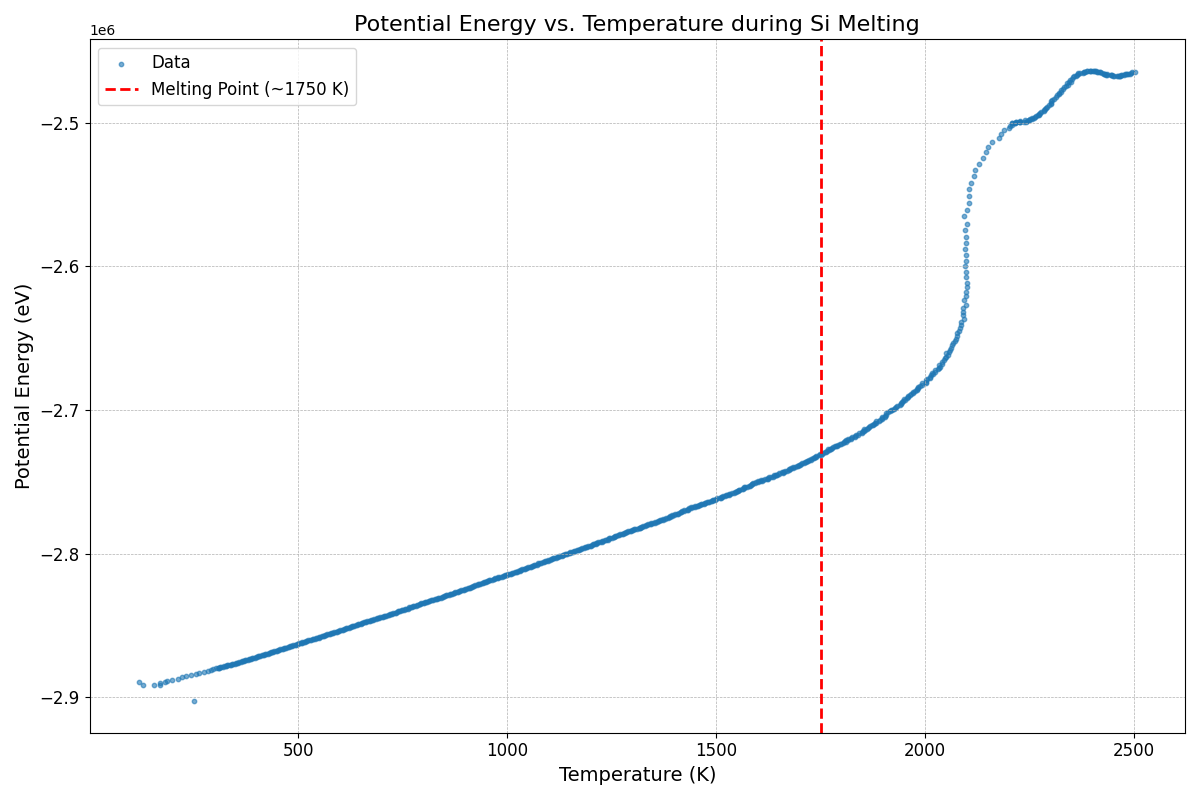 Potential Energy vs. Temperature during Si Melting
1e6
Data
Melting Point (~1750 K)
−2.5
−2.6
−2.7
−2.8
−2.9
Potential Energy (eV)
500 1000 1500 2000 2500
Temperature (K)